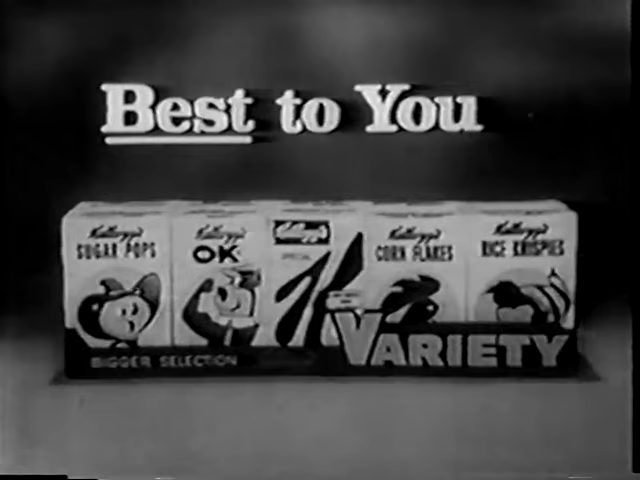 Best to You
Kellogg's
SUGAR POPS
Kellogg's
OK
Kellogg's
SPECIAL
K
Kellogg's
CORN FLAKES
Kellogg's
RICE KRISPIES
BIGGER SELECTION
VARIETY